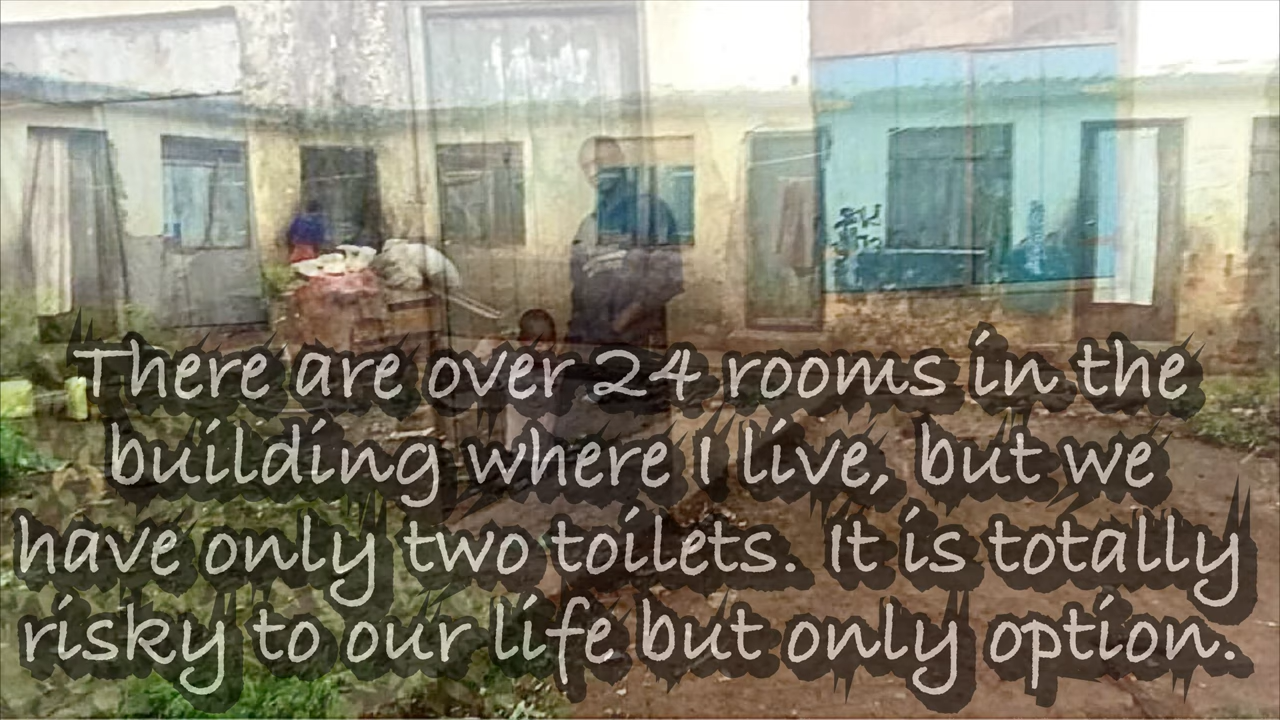 There are over 24 rooms in the
building where I live, but we
have only two toilets. It is totally
risky to our life but only option.